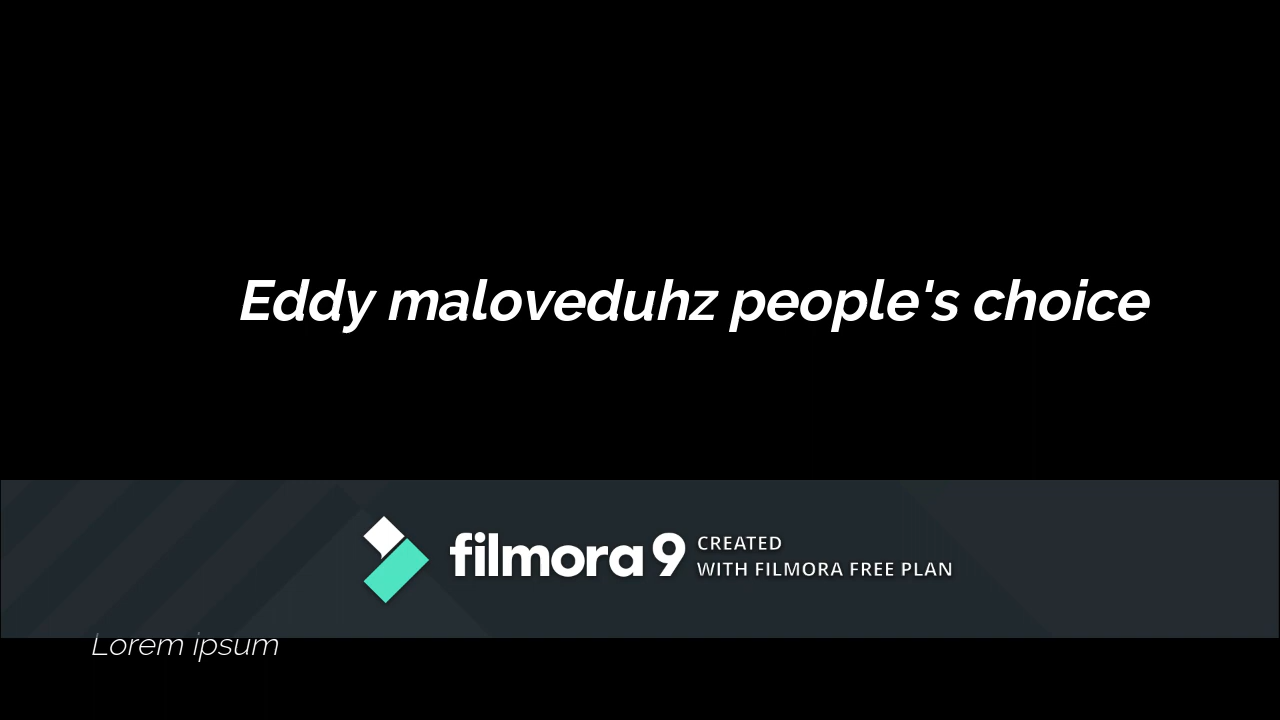 Eddy maloveduhz people's choice
filmora 9 CREATED
WITH FILMORA FREE PLAN
Lorem ipsum